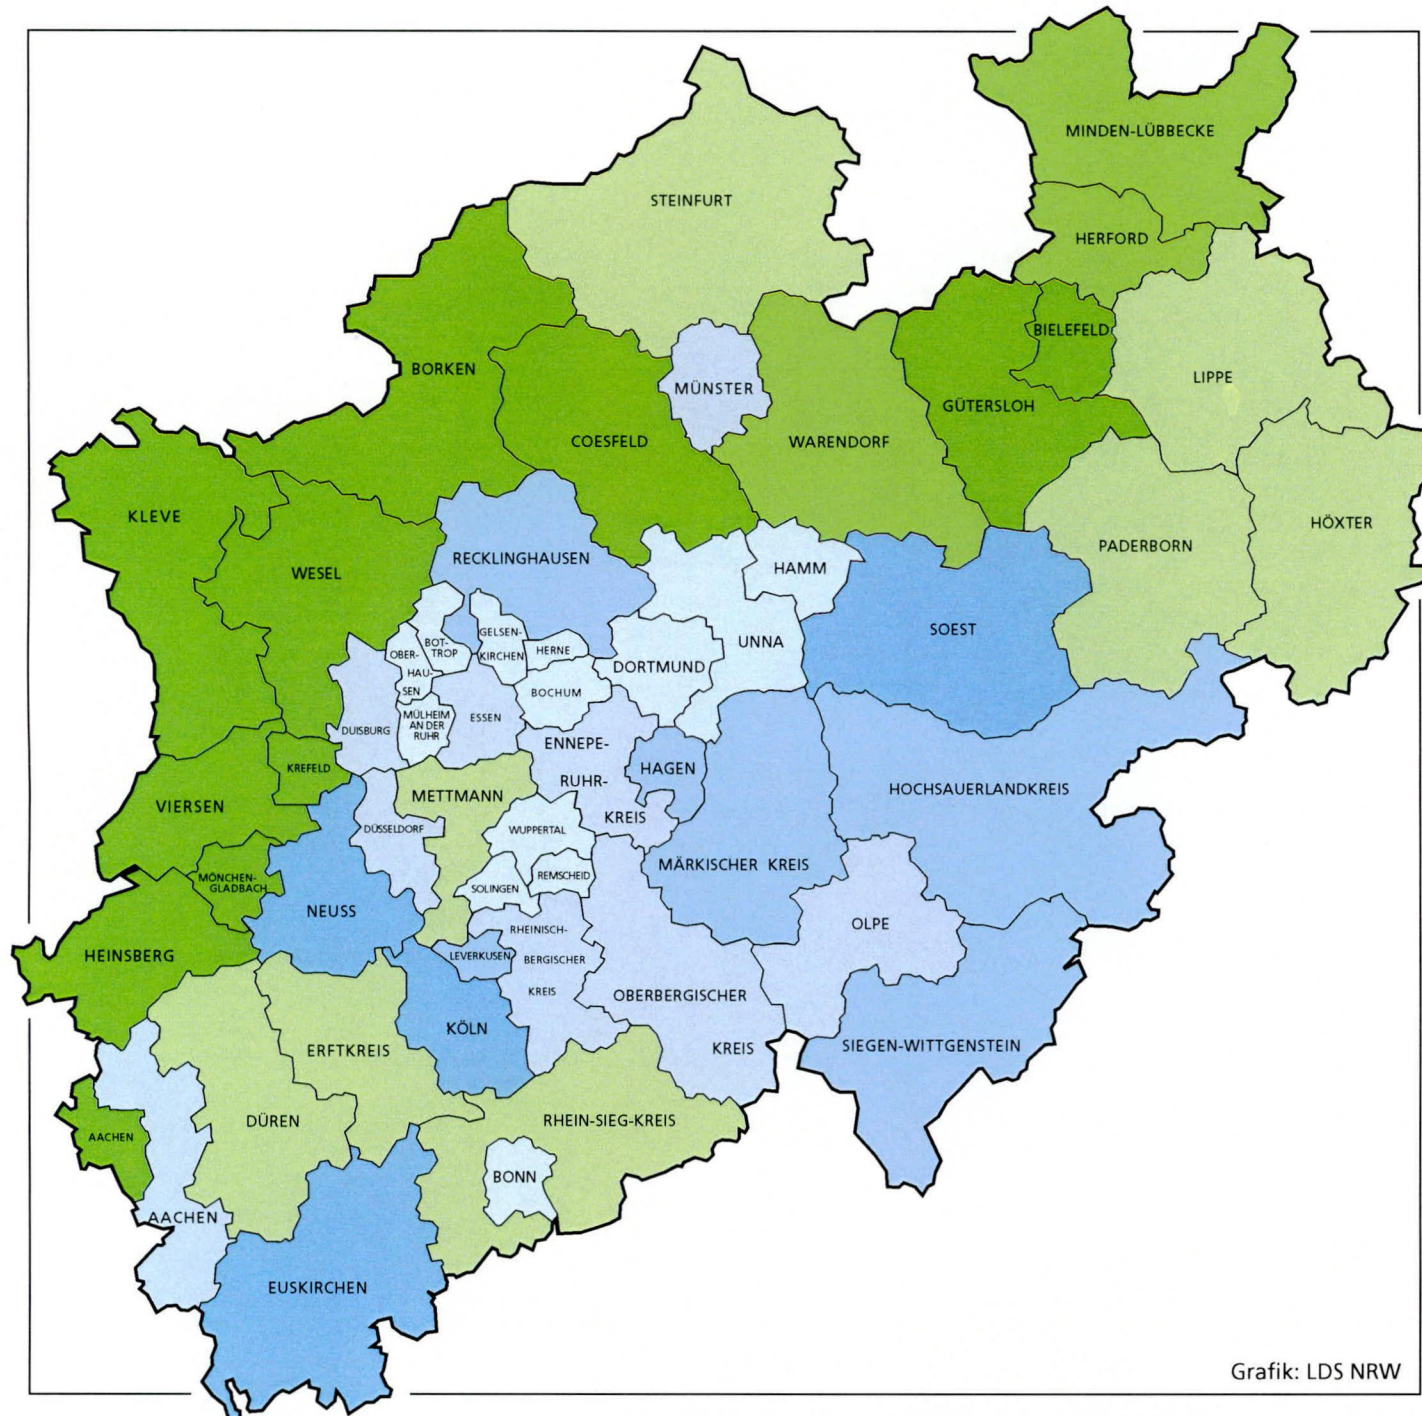 MINDEN-LÜBBECKE
STEINFURT
HERFORD
BIELEFELD
BORKEN
LIPPE
MÜNSTER
GÜTERSLOH
COESFELD
WARENDORF
KLEVE
HÖXTER
PADERBORN
RECKLINGHAUSEN
HAMM
WESEL
SOEST
GELSEN-
KIRCHEN
UNNA
BOT-
TROP
HERNE
OBER-
HAU-
SEN
DORTMUND
BOCHUM
MÜLHEIM
AN DER
RUHR
ESSEN
DUISBURG
ENNEPE-
RUHR-
KREIS
HAGEN
KREFELD
HOCHSAUERLANDKREIS
METTMANN
VIERSEN
DÜSSELDORF
WUPPERTAL
MÄRKISCHER KREIS
MÖNCHEN-
GLADBACH
REMSCHEID
SOLINGEN
NEUSS
OLPE
RHEINISCH-
BERGISCHER
KREIS
HEINSBERG
LEVERKUSEN
OBERBERGISCHER
KREIS
KÖLN
SIEGEN-WITTGENSTEIN
ERFTKREIS
DÜREN
RHEIN-SIEG-KREIS
AACHEN
BONN
AACHEN
EUSKIRCHEN
Grafik: LDS NRW